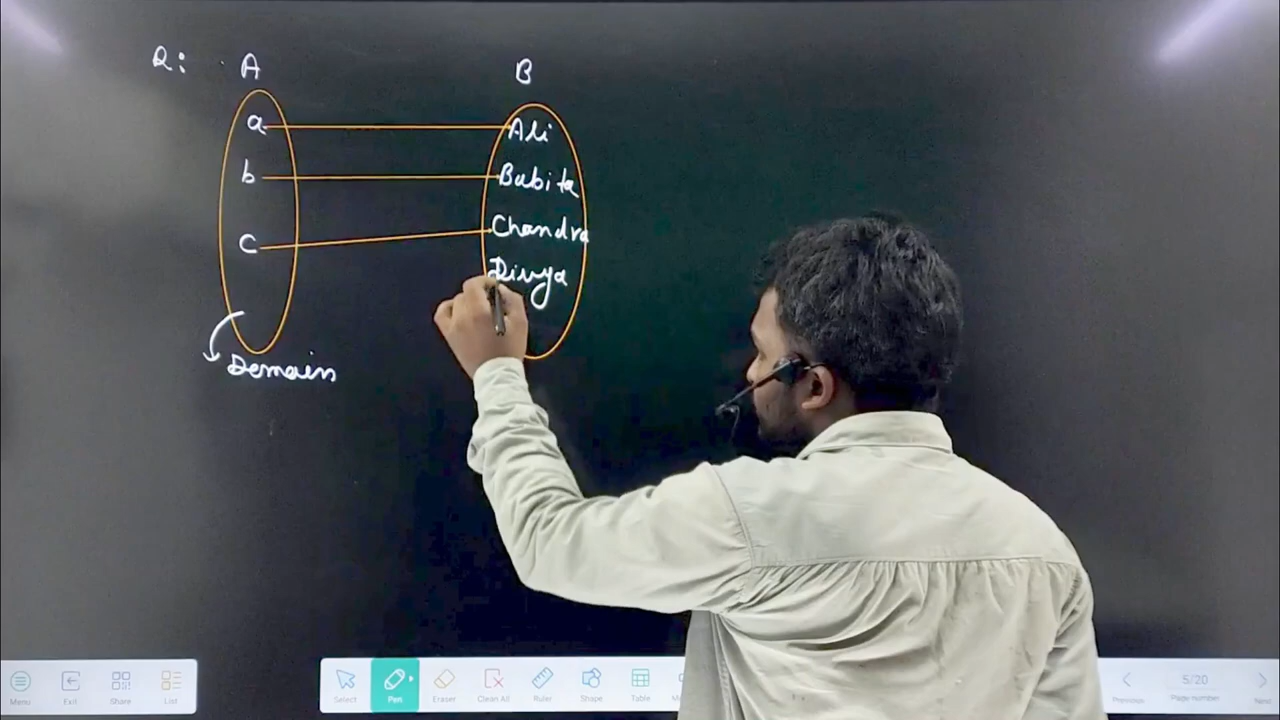 R: A B
a Ali
b Babita
c Chandra
Divya
Domain
Menu Exit Share List Select Pen Eraser Clean All Ruler Shape Table Previous 5/20 Page number Next